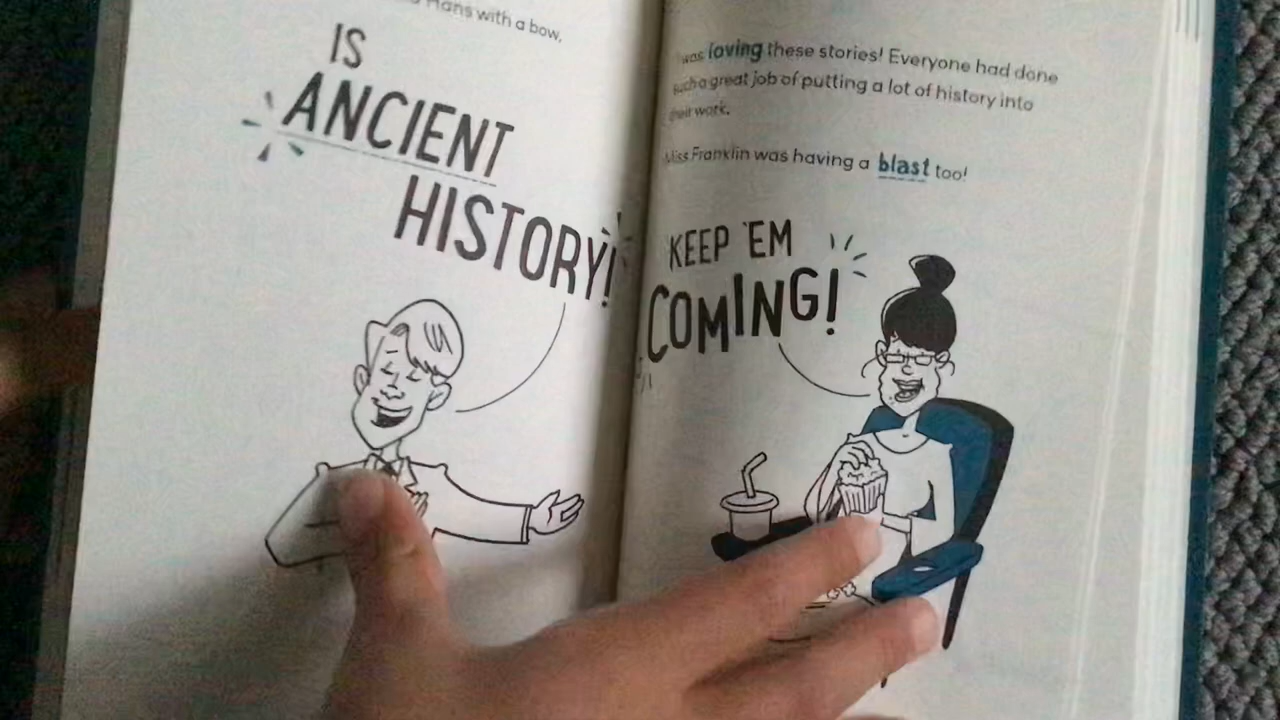 Hans with a bow,
IS
ANCIENT
HISTORY!
was loving these stories! Everyone had done
such a great job of putting a lot of history into
their work.
Miss Franklin was having a blast too!
KEEP 'EM
COMING!